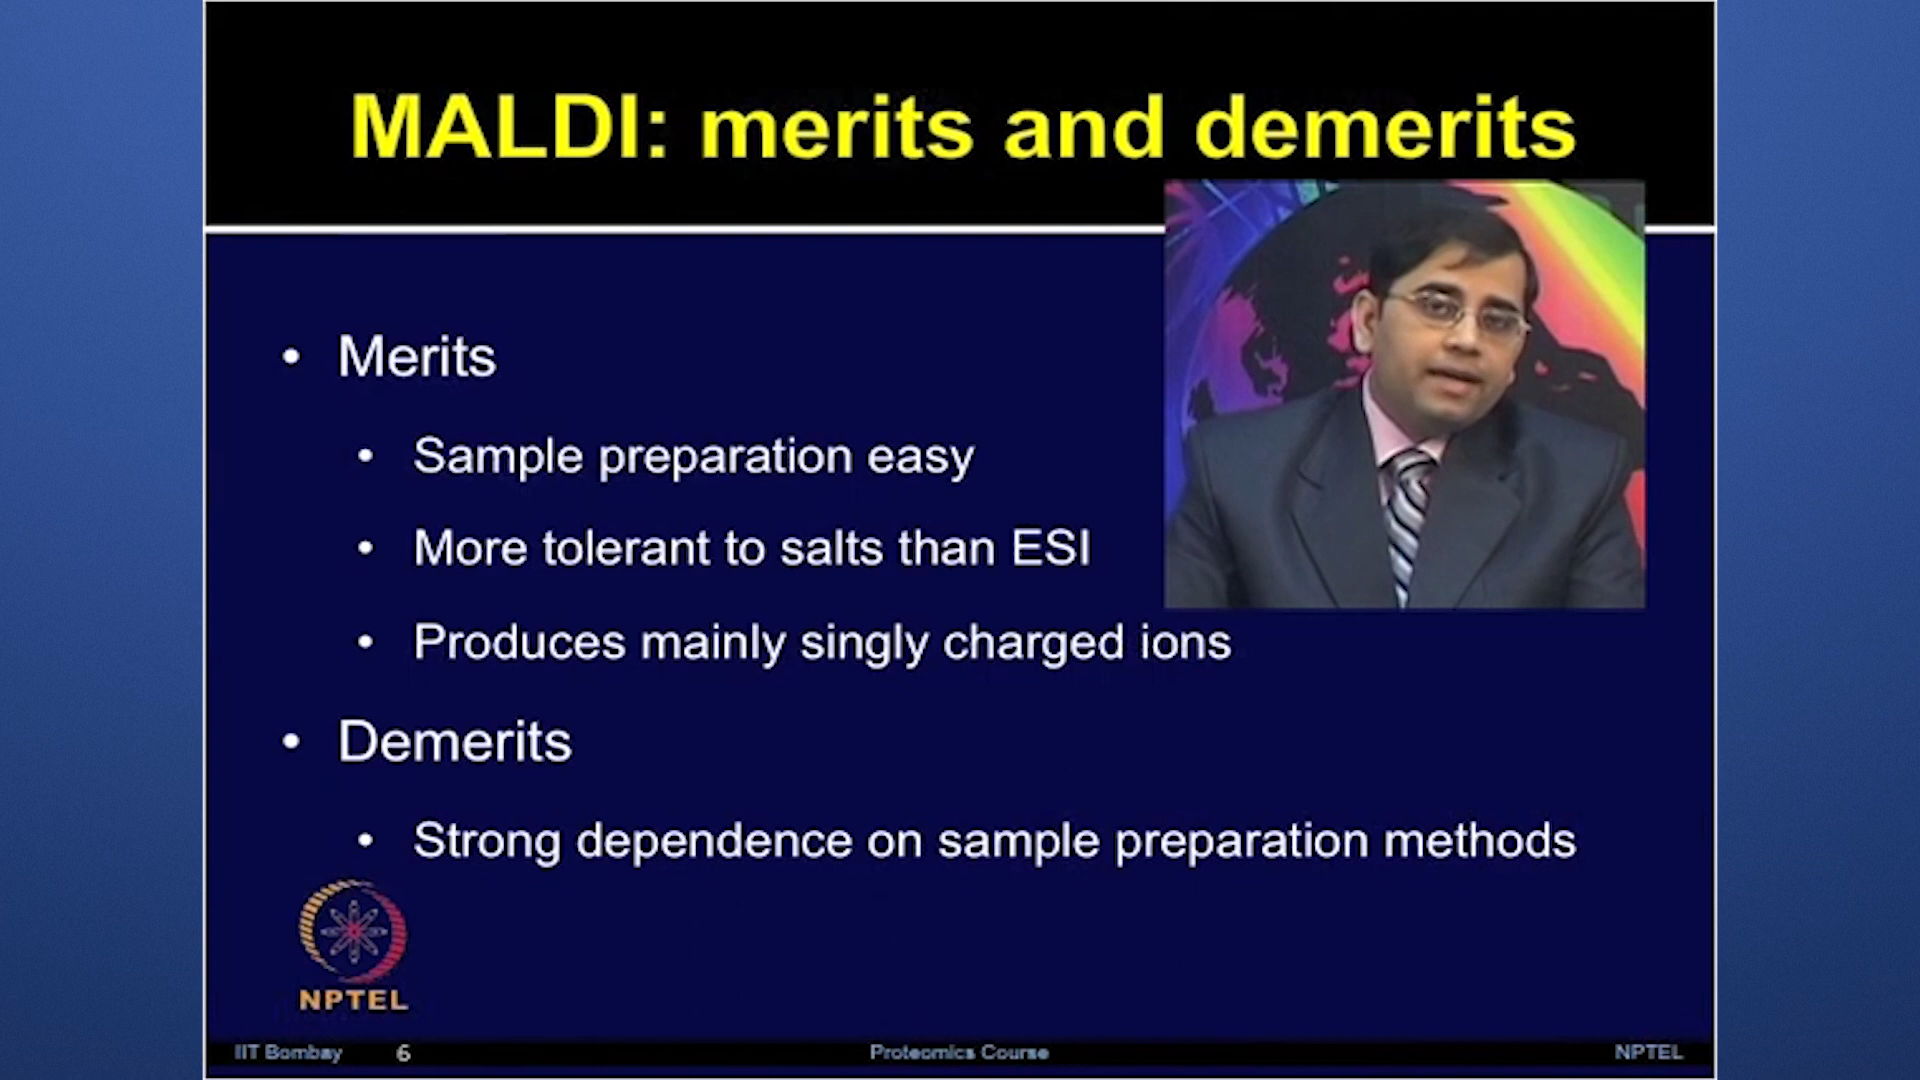 MALDI: merits and demerits
• Merits
• Sample preparation easy
• More tolerant to salts than ESI
• Produces mainly singly charged ions
• Demerits
• Strong dependence on sample preparation methods
NPTEL
IIT Bombay 6 Proteomics Course NPTEL